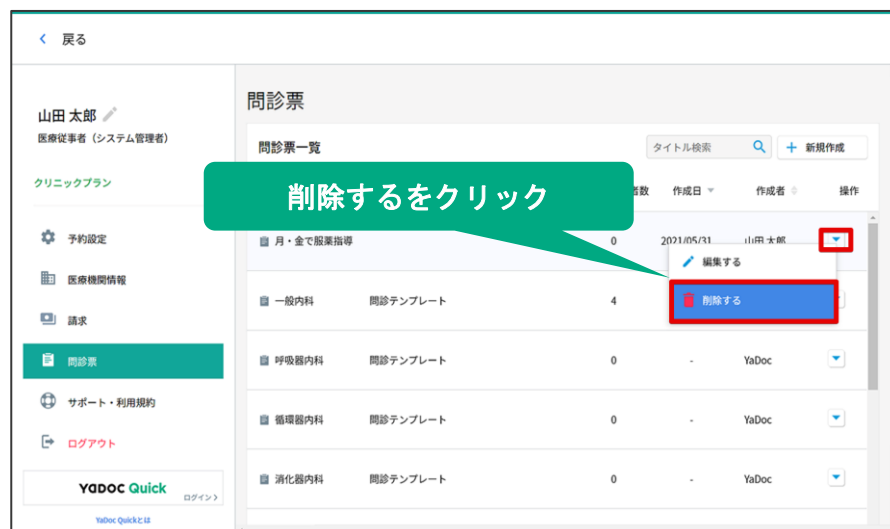 戻る
山田 太郎
医療従事者（システム管理者）
クリニックプラン
予約設定
医療機関情報
請求
問診票
サポート・利用規約
ログアウト
YaDOC Quick
ログイン >
YaDoc Quickとは
問診票
問診票一覧
タイトル検索
+ 新規作成
削除するをクリック
者数 作成日 作成者 操作
月・金で服薬指導 0 2021/05/31 山田 太郎
編集する
削除する
一般内科 問診テンプレート 4
呼吸器内科 問診テンプレート 0 - YaDoc
循環器内科 問診テンプレート 0 - YaDoc
消化器内科 問診テンプレート 0 - YaDoc